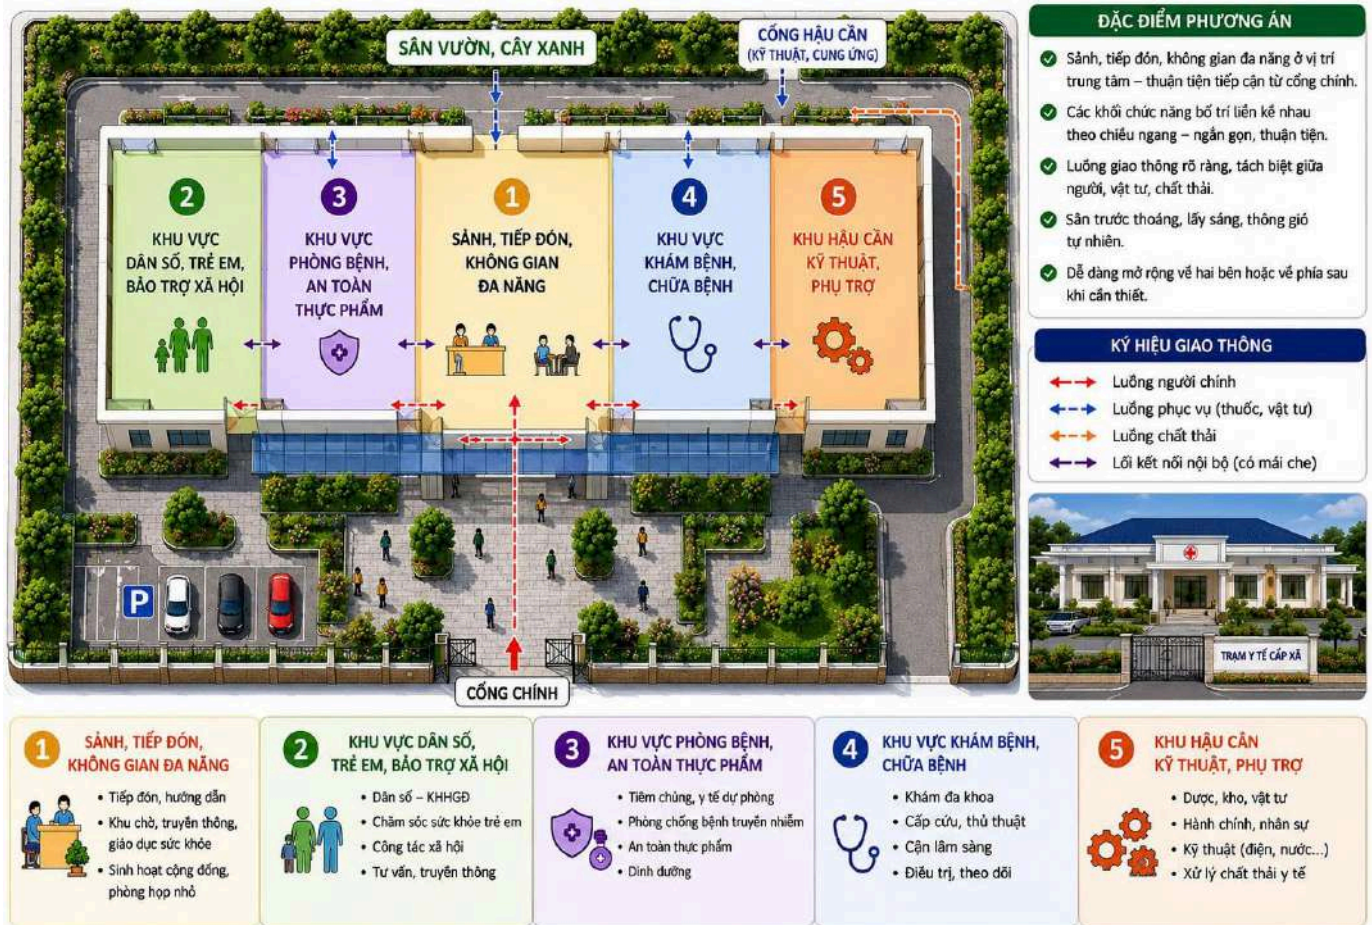 SÂN VƯỜN, CÂY XANH
CỔNG HẬU CẦN
(KỸ THUẬT, CUNG ỨNG)
2
KHU VỰC
DÂN SỐ, TRẺ EM,
BẢO TRỢ XÃ HỘI
3
KHU VỰC
PHÒNG BỆNH,
AN TOÀN
THỰC PHẨM
1
SẢNH, TIẾP ĐÓN,
KHÔNG GIAN
ĐA NĂNG
4
KHU VỰC
KHÁM BỆNH,
CHỮA BỆNH
5
KHU HẬU CẦN
KỸ THUẬT,
PHỤ TRỢ
P
CỔNG CHÍNH
ĐẶC ĐIỂM PHƯƠNG ÁN
Sảnh, tiếp đón, không gian đa năng ở vị trí
trung tâm – thuận tiện tiếp cận từ cổng chính.
Các khối chức năng bố trí liền kề nhau
theo chiều ngang – ngắn gọn, thuận tiện.
Luồng giao thông rõ ràng, tách biệt giữa
người, vật tư, chất thải.
Sân trước thoáng, lấy sáng, thông gió
tự nhiên.
Dễ dàng mở rộng về hai bên hoặc về phía sau
khi cần thiết.
KÝ HIỆU GIAO THÔNG
Luồng người chính
Luồng phục vụ (thuốc, vật tư)
Luồng chất thải
Lối kết nối nội bộ (có mái che)
TRẠM Y TẾ CẤP XÃ
1
SẢNH, TIẾP ĐÓN,
KHÔNG GIAN ĐA NĂNG
• Tiếp đón, hướng dẫn
• Khu chờ, truyền thông,
giáo dục sức khỏe
• Sinh hoạt cộng đồng,
phòng họp nhỏ
2
KHU VỰC DÂN SỐ,
TRẺ EM, BẢO TRỢ XÃ HỘI
• Dân số – KHHGĐ
• Chăm sóc sức khỏe trẻ em
• Công tác xã hội
• Tư vấn, truyền thông
3
KHU VỰC PHÒNG BỆNH,
AN TOÀN THỰC PHẨM
• Tiêm chủng, y tế dự phòng
• Phòng chống bệnh truyền nhiễm
• An toàn thực phẩm
• Dinh dưỡng
4
KHU VỰC KHÁM BỆNH,
CHỮA BỆNH
• Khám đa khoa
• Cấp cứu, thủ thuật
• Cận lâm sàng
• Điều trị, theo dõi
5
KHU HẬU CẦN
KỸ THUẬT, PHỤ TRỢ
• Dược, kho, vật tư
• Hành chính, nhân sự
• Kỹ thuật (điện, nước...)
• Xử lý chất thải y tế